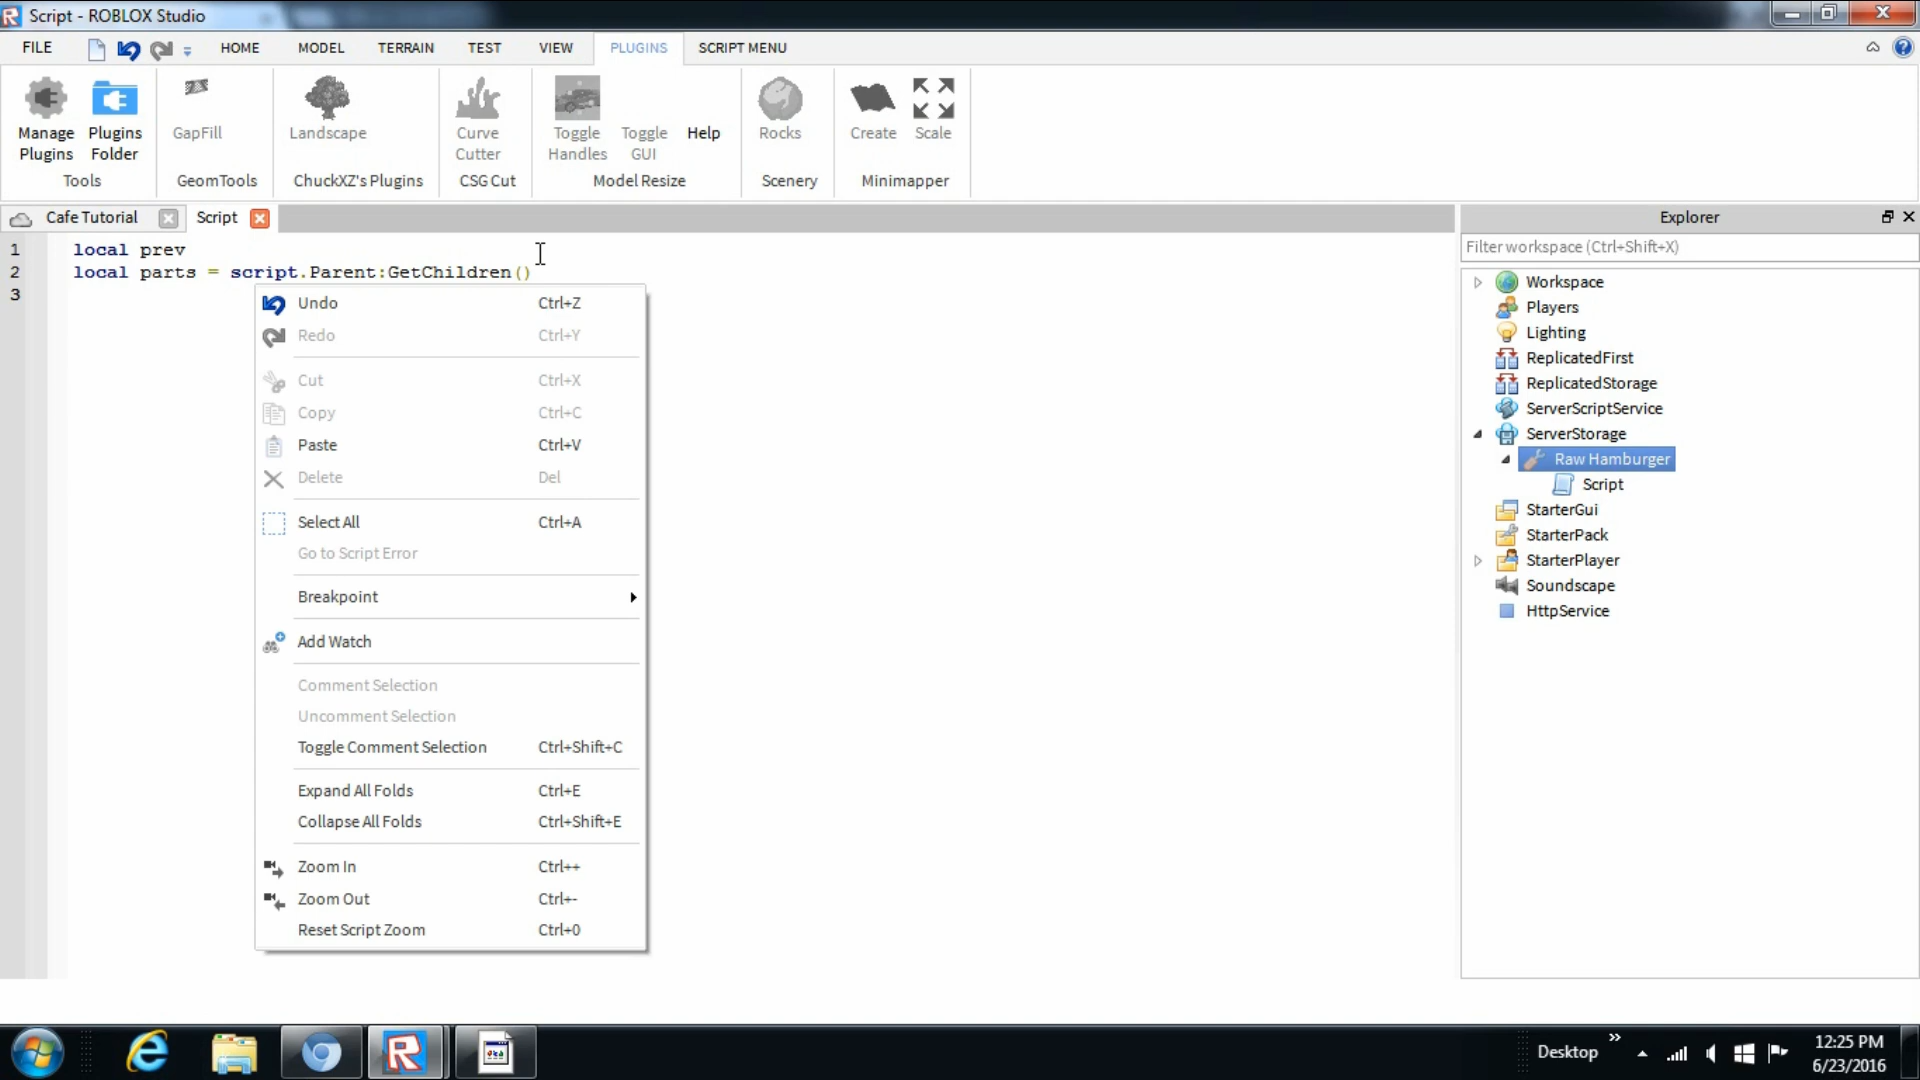 Script - ROBLOX Studio
FILE HOME MODEL TERRAIN TEST VIEW PLUGINS SCRIPT MENU
Manage Plugins
Plugins Folder
GapFill
Landscape
Curve Cutter
Toggle Handles
Toggle GUI
Help
Rocks
Create
Scale
Tools GeomTools ChuckXZ's Plugins CSG Cut Model Resize Scenery Minimapper
Cafe Tutorial Script
1 local prev
2 local parts = script.Parent:GetChildren()
3
Undo Ctrl+Z
Redo Ctrl+Y
Cut Ctrl+X
Copy Ctrl+C
Paste Ctrl+V
Delete Del
Select All Ctrl+A
Go to Script Error
Breakpoint
Add Watch
Comment Selection
Uncomment Selection
Toggle Comment Selection Ctrl+Shift+C
Expand All Folds Ctrl+E
Collapse All Folds Ctrl+Shift+E
Zoom In Ctrl++
Zoom Out Ctrl+-
Reset Script Zoom Ctrl+0
Explorer
Filter workspace (Ctrl+Shift+X)
Workspace
Players
Lighting
ReplicatedFirst
ReplicatedStorage
ServerScriptService
ServerStorage
Raw Hamburger
Script
StarterGui
StarterPack
StarterPlayer
Soundscape
HttpService
Desktop
12:25 PM
6/23/2016